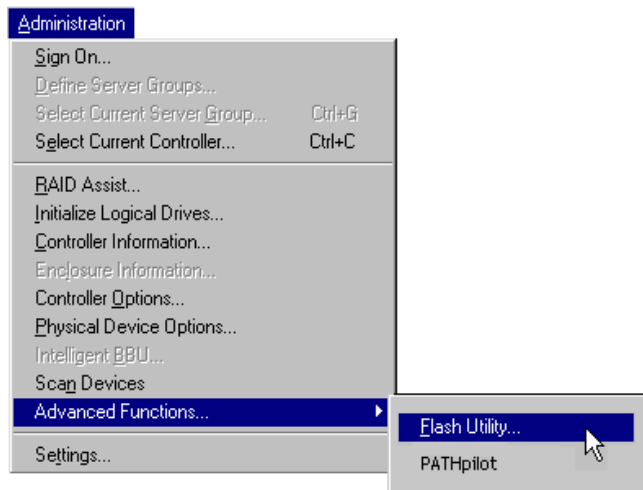 Administration
Sign On...
Define Server Groups...
Select Current Server Group... Ctrl+G
Select Current Controller... Ctrl+C
RAID Assist...
Initialize Logical Drives...
Controller Information...
Enclosure Information...
Controller Options...
Physical Device Options...
Intelligent BBU...
Scan Devices
Advanced Functions...
Flash Utility...
Settings...
PATHpilot